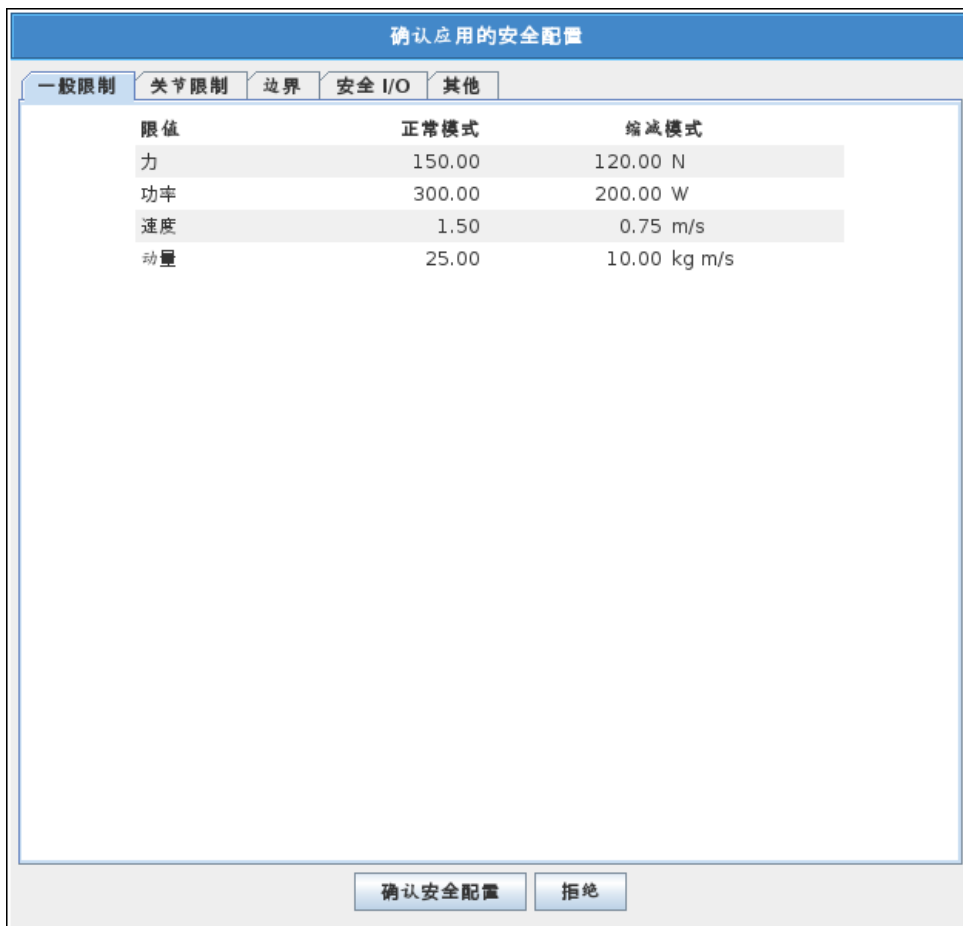 确认应用的安全配置
一般限制 关节限制 边界 安全 I/O 其他
限值 正常模式 缩减模式
力 150.00 120.00 N
功率 300.00 200.00 W
速度 1.50 0.75 m/s
动量 25.00 10.00 kg m/s
确认安全配置 拒绝